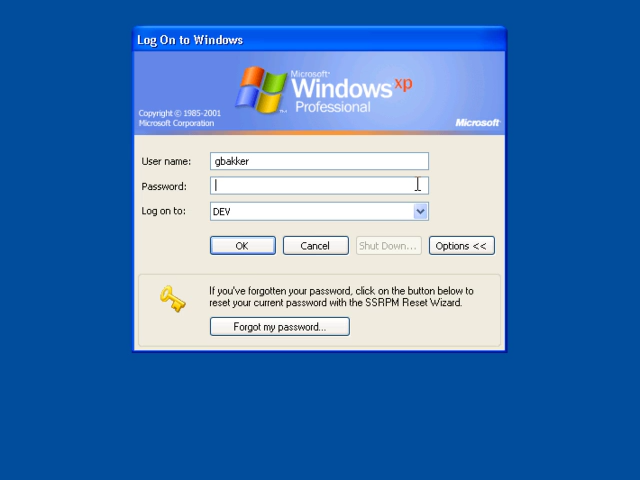 Log On to Windows
Microsoft®
Windows xp
Professional
Copyright © 1985-2001
Microsoft Corporation
Microsoft®
User name: gbakker
Password:
Log on to: DEV
OK Cancel Shut Down... Options <<
If you've forgotten your password, click on the button below to
reset your current password with the SSRPM Reset Wizard.
Forgot my password...